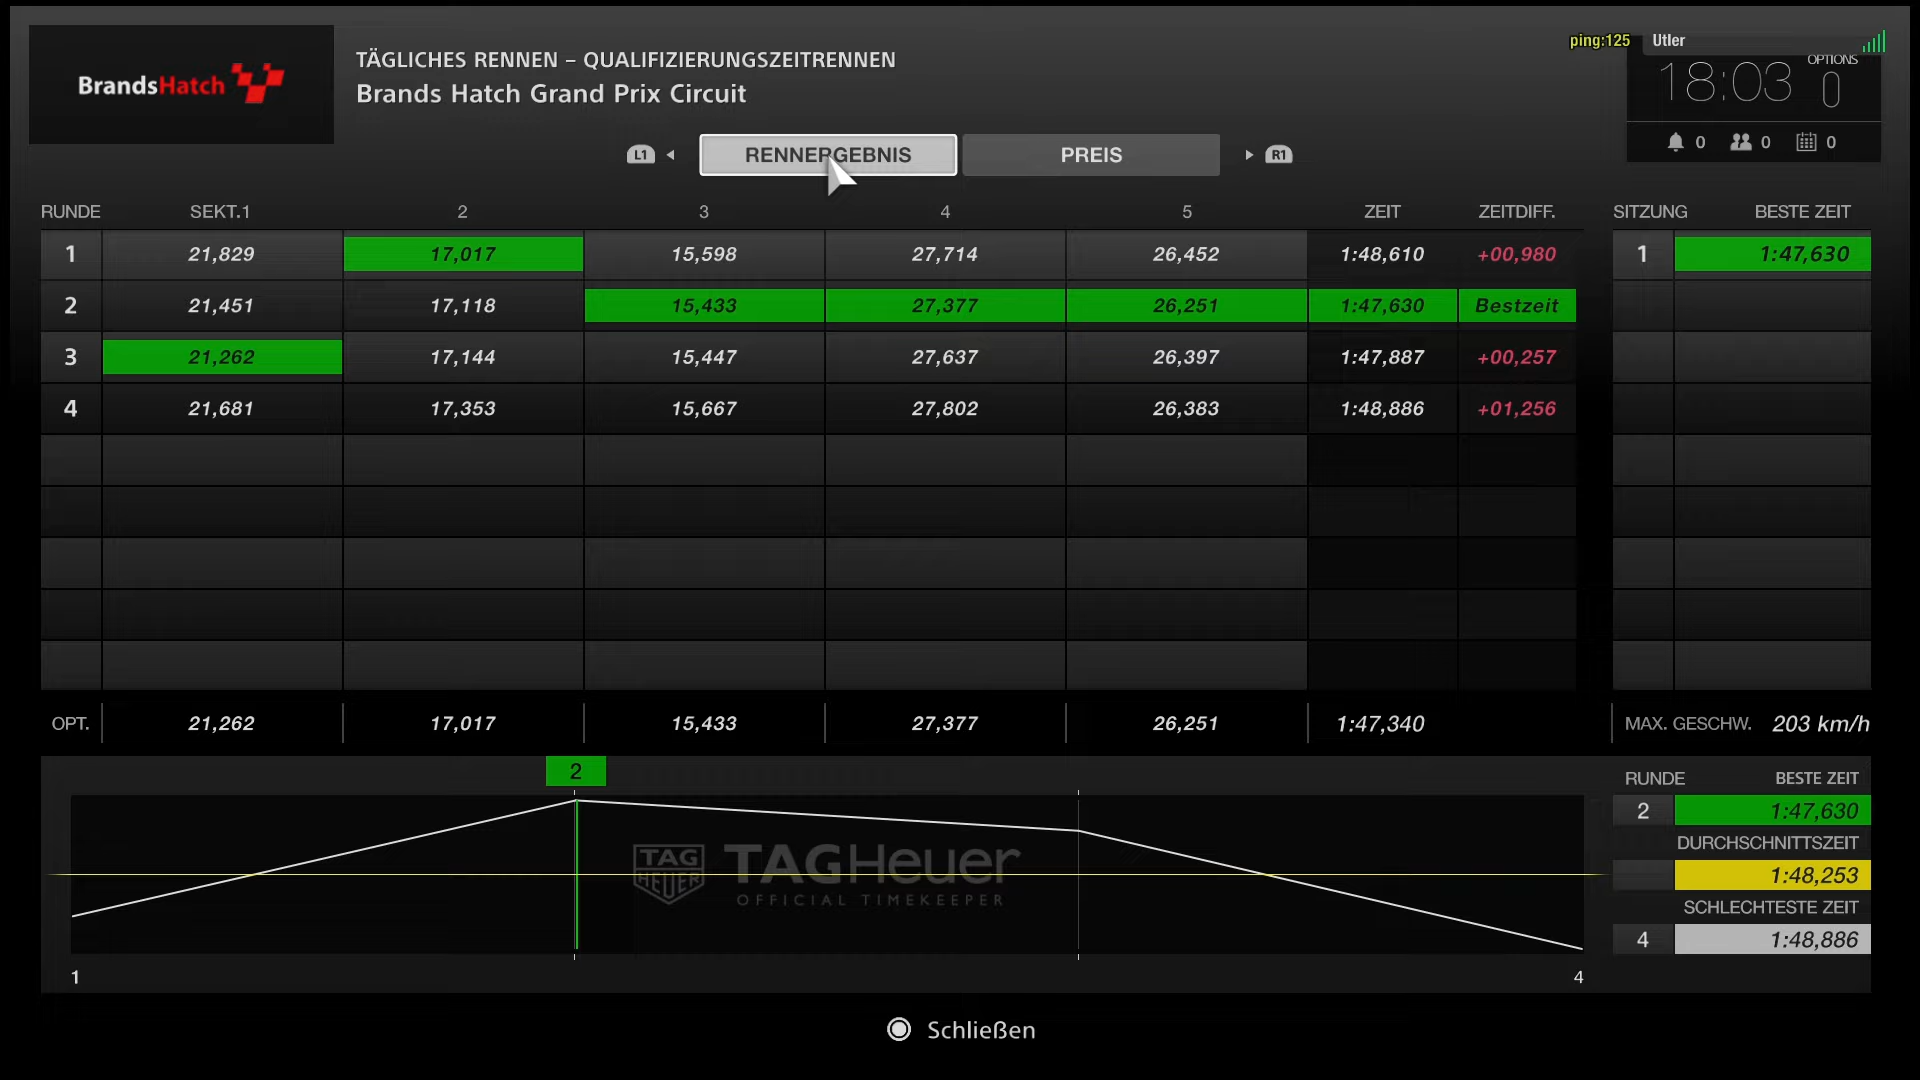 BrandsHatch
TÄGLICHES RENNEN – QUALIFIZIERUNGSZEITRENNEN
Brands Hatch Grand Prix Circuit
ping:125 Utler
18:03 OPTIONS
0 0 0
L1 RENNERGEBNIS PREIS R1
RUNDE SEKT.1 2 3 4 5 ZEIT ZEITDIFF. SITZUNG BESTE ZEIT
1 21,829 17,017 15,598 27,714 26,452 1:48,610 +00,980 1 1:47,630
2 21,451 17,118 15,433 27,377 26,251 1:47,630 Bestzeit
3 21,262 17,144 15,447 27,637 26,397 1:47,887 +00,257
4 21,681 17,353 15,667 27,802 26,383 1:48,886 +01,256
OPT. 21,262 17,017 15,433 27,377 26,251 1:47,340 MAX. GESCHW. 203 km/h
2
TAG HEUER
TAGHeuer
OFFICIAL TIMEKEEPER
1 4
RUNDE BESTE ZEIT
2 1:47,630
DURCHSCHNITTSZEIT
1:48,253
SCHLECHTESTE ZEIT
4 1:48,886
Schließen